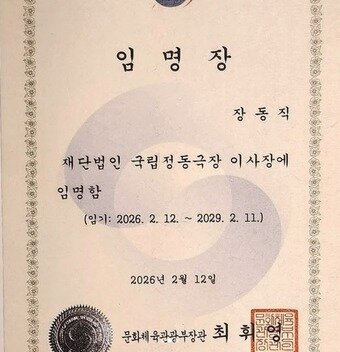 임명장
장동직
재단법인 국립정동극장 이사장에
임명함
(임기: 2026. 2. 12. ~ 2029. 2. 11.)
2026년 2월 12일
문화체육관광부장관 최휘영